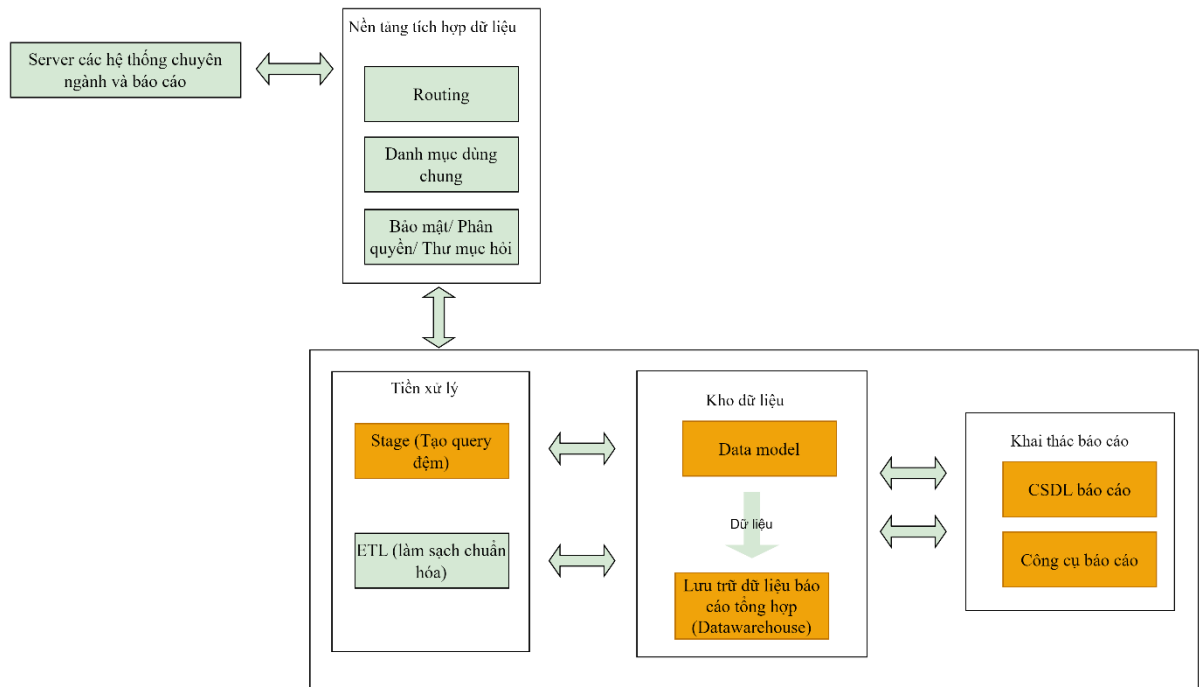 Nền tảng tích hợp dữ liệu
Server các hệ thống chuyên
ngành và báo cáo
Routing
Danh mục dùng
chung
Bảo mật/ Phân
quyền/ Thư mục hỏi
Tiền xử lý
Stage (Tạo query
đệm)
ETL (làm sạch chuẩn
hóa)
Kho dữ liệu
Data model
Dữ liệu
Lưu trữ dữ liệu báo
cáo tổng hợp
(Datawarehouse)
Khai thác báo cáo
CSDL báo cáo
Công cụ báo cáo